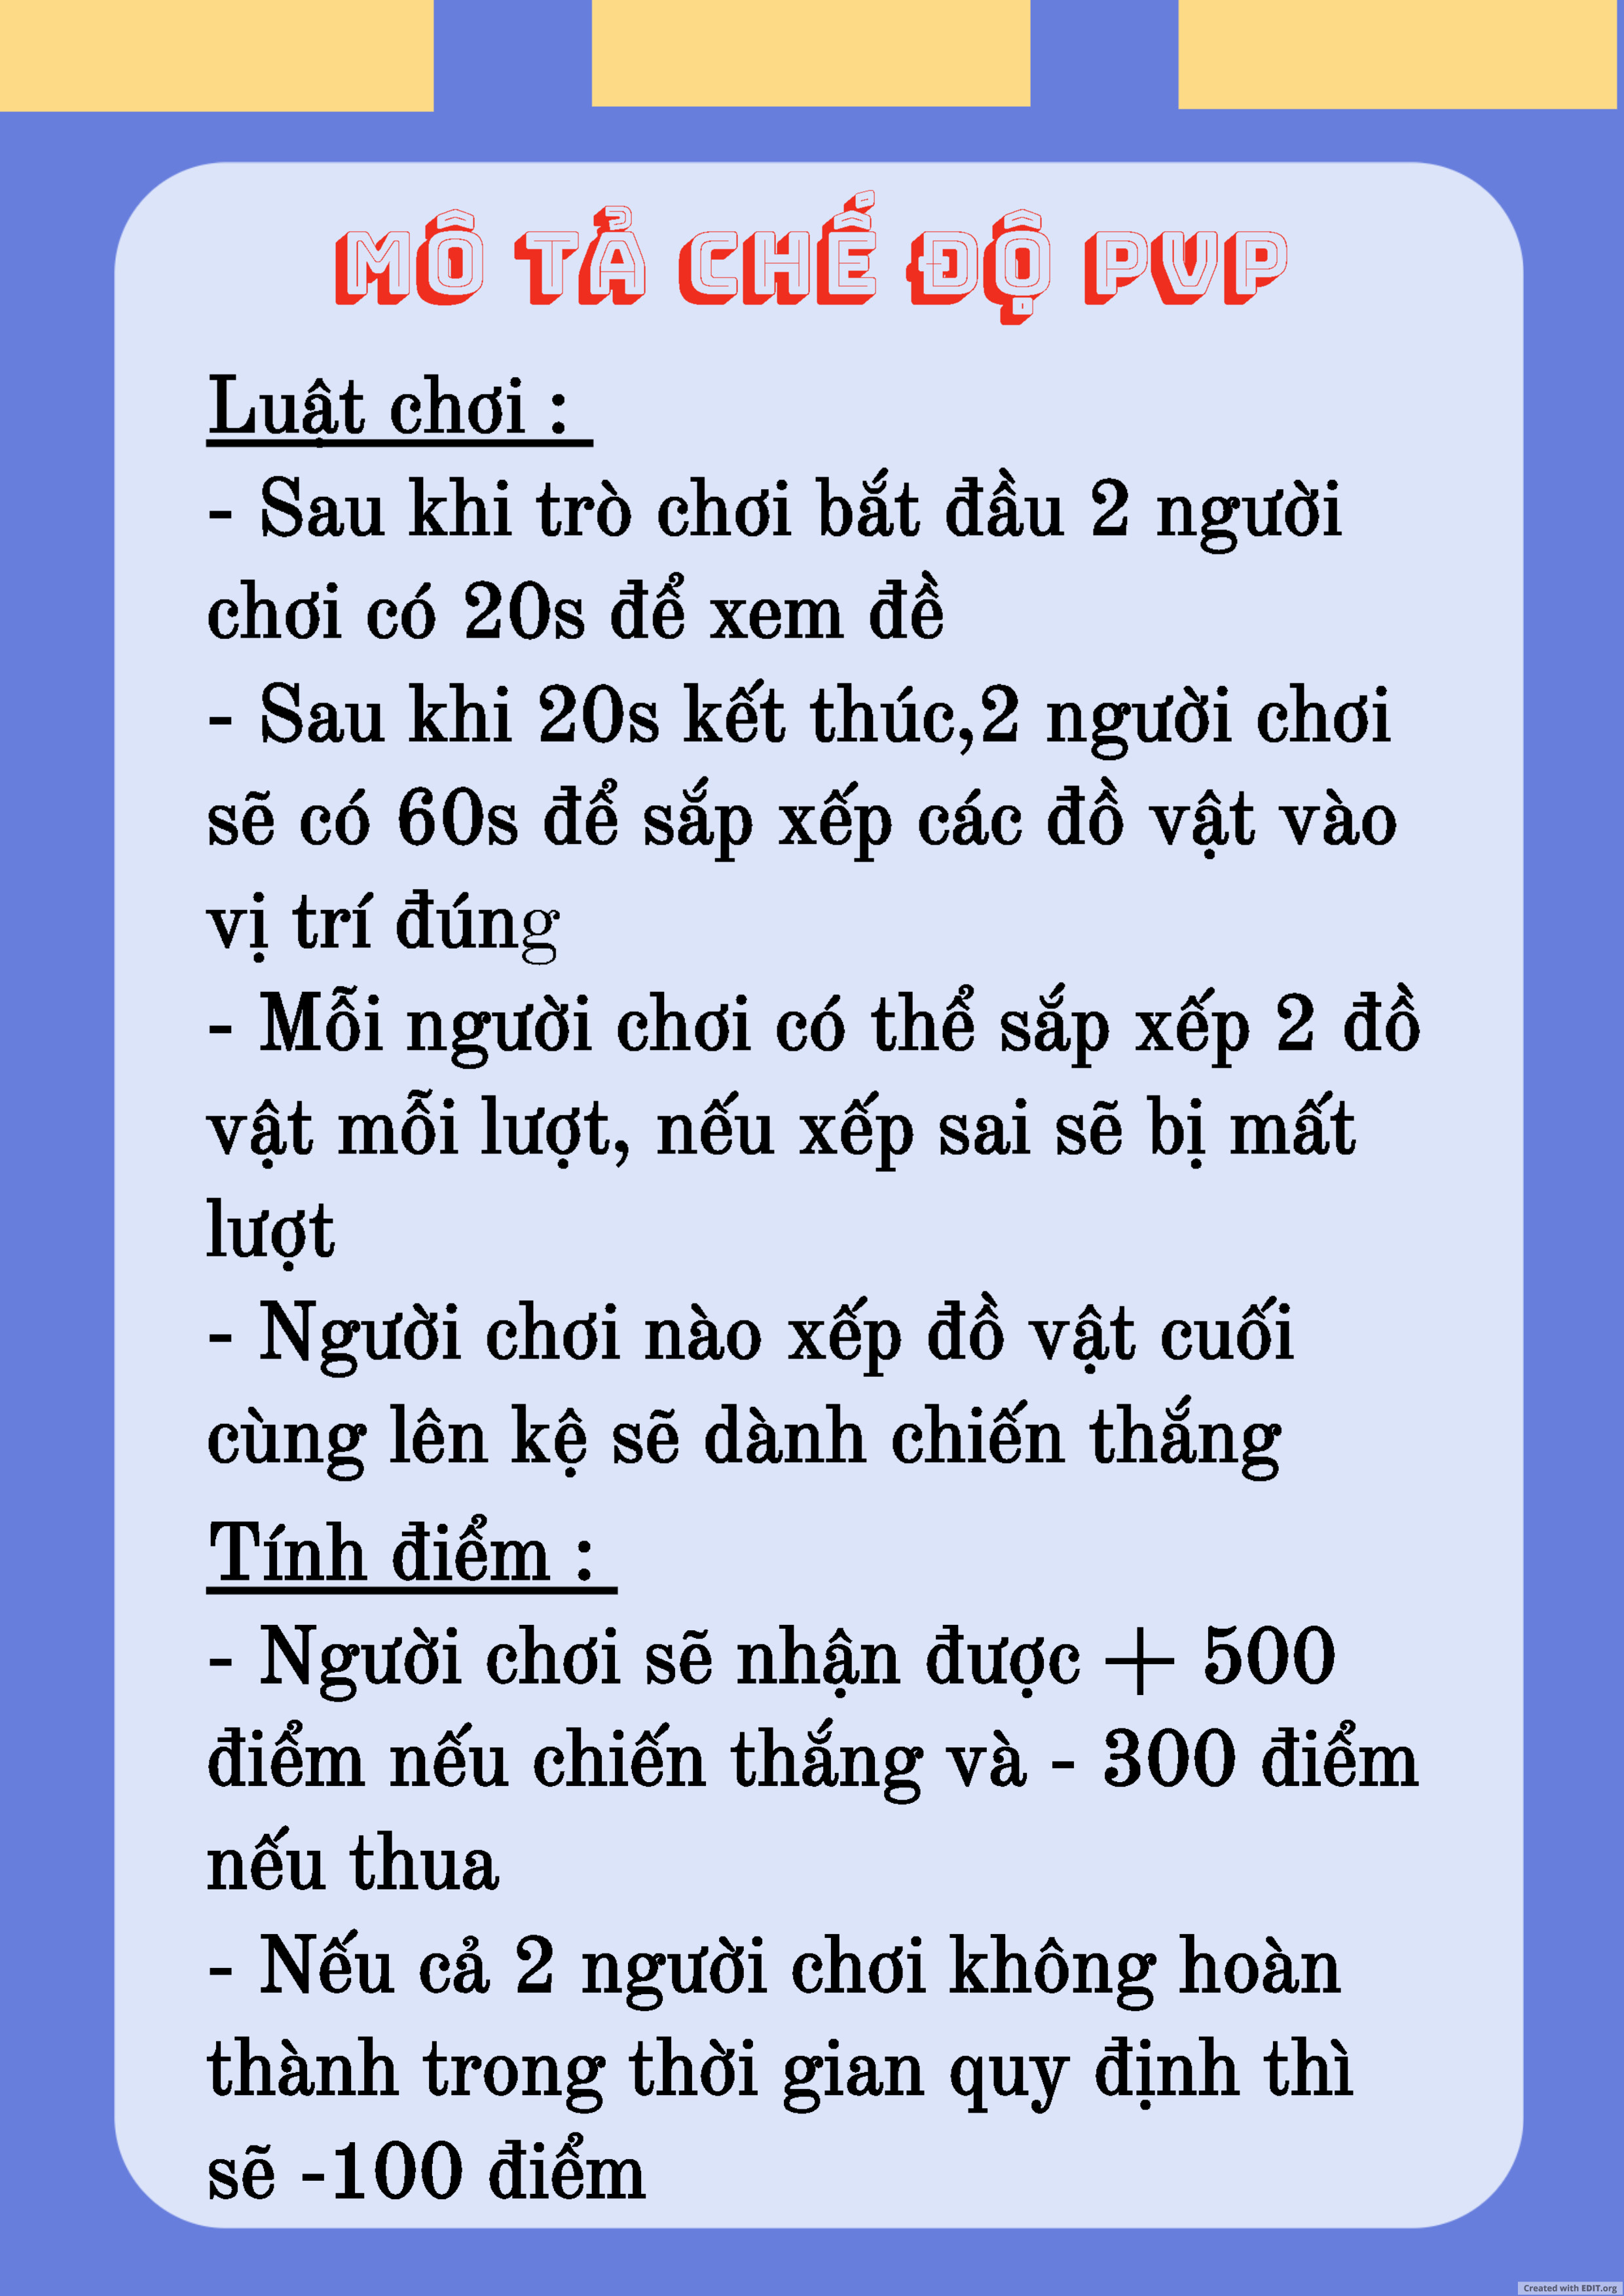 MÔ TẢ CHẾ ĐỘ PVP
Luật chơi :
- Sau khi trò chơi bắt đầu 2 người
chơi có 20s để xem đề
- Sau khi 20s kết thúc,2 người chơi
sẽ có 60s để sắp xếp các đồ vật vào
vị trí đúng
- Mỗi người chơi có thể sắp xếp 2 đồ
vật mỗi lượt, nếu xếp sai sẽ bị mất
lượt
- Người chơi nào xếp đồ vật cuối
cùng lên kệ sẽ dành chiến thắng
Tính điểm :
- Người chơi sẽ nhận được + 500
điểm nếu chiến thắng và - 300 điểm
nếu thua
- Nếu cả 2 người chơi không hoàn
thành trong thời gian quy định thì
sẽ -100 điểm
Created with EDIT.org